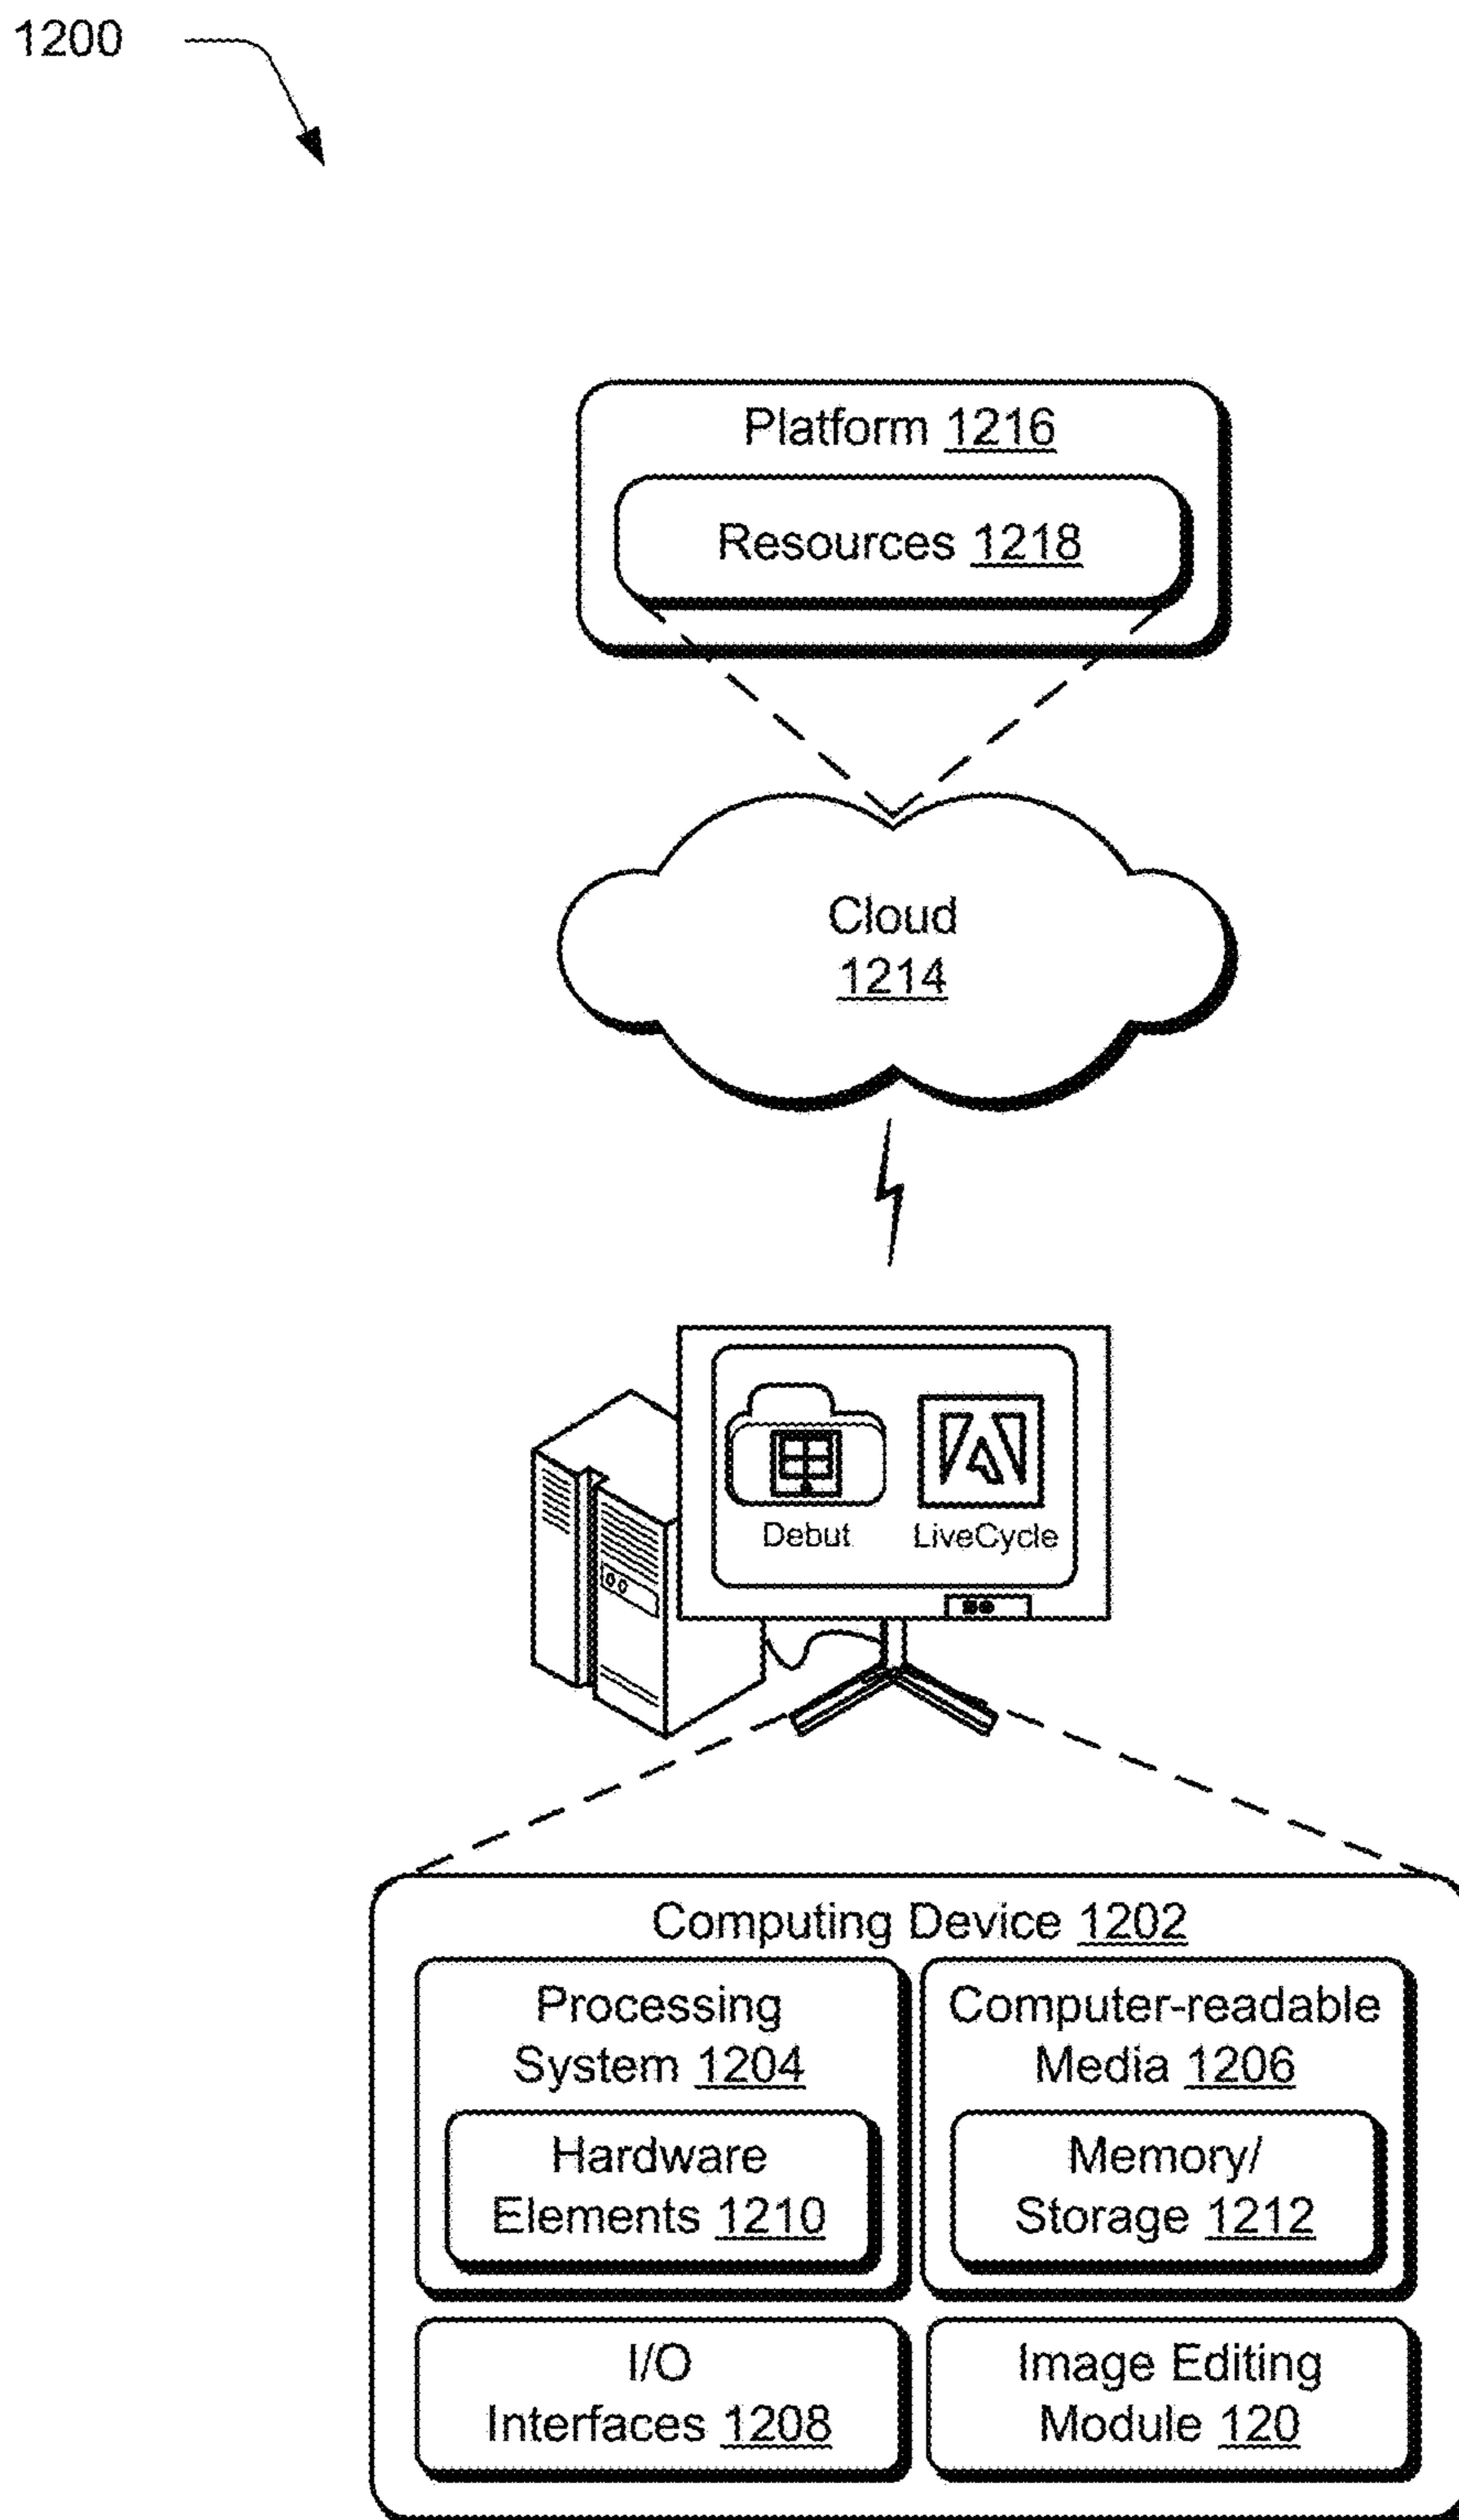 1200
Platform 1216
Resources 1218
Cloud
1214
Debut
LiveCycle
Computing Device 1202
Processing
System 1204
Hardware
Elements 1210
Computer-readable
Media 1206
Memory/
Storage 1212
I/O
Interfaces 1208
Image Editing
Module 120